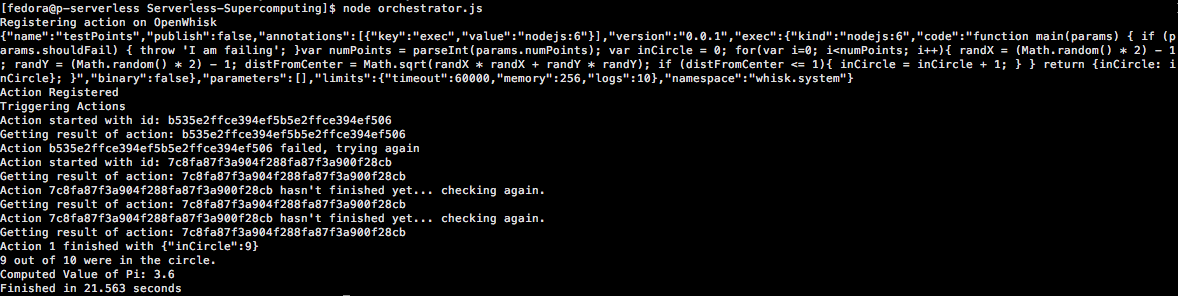 [fedora@p-serverless Serverless-Supercomputing]$ node orchestrator.js
Registering action on OpenWhisk
{"name":"testPoints","publish":false,"annotations":[{"key":"exec","value":"nodejs:6"}],"version":"0.0.1","exec":{"kind":"nodejs:6","code":"function main(params) { if (p
arams.shouldFail) { throw 'I am failing'; }var numPoints = parseInt(params.numPoints); var inCircle = 0; for(var i=0; i<numPoints; i++){ randX = (Math.random() * 2) - 1
; randY = (Math.random() * 2) - 1; distFromCenter = Math.sqrt(randX * randX + randY * randY); if (distFromCenter <= 1){ inCircle = inCircle + 1; } } return {inCircle: i
nCircle}; }","binary":false},"parameters":[],"limits":{"timeout":60000,"memory":256,"logs":10},"namespace":"whisk.system"}
Action Registered
Triggering Actions
Action started with id: b535e2ffce394ef5b5e2ffce394ef506
Getting result of action: b535e2ffce394ef5b5e2ffce394ef506
Action b535e2ffce394ef5b5e2ffce394ef506 failed, trying again
Action started with id: 7c8fa87f3a904f288fa87f3a900f28cb
Getting result of action: 7c8fa87f3a904f288fa87f3a900f28cb
Action 7c8fa87f3a904f288fa87f3a900f28cb hasn't finished yet... checking again.
Getting result of action: 7c8fa87f3a904f288fa87f3a900f28cb
Action 7c8fa87f3a904f288fa87f3a900f28cb hasn't finished yet... checking again.
Getting result of action: 7c8fa87f3a904f288fa87f3a900f28cb
Action 1 finished with {"inCircle":9}
9 out of 10 were in the circle.
Computed Value of Pi: 3.6
Finished in 21.563 seconds